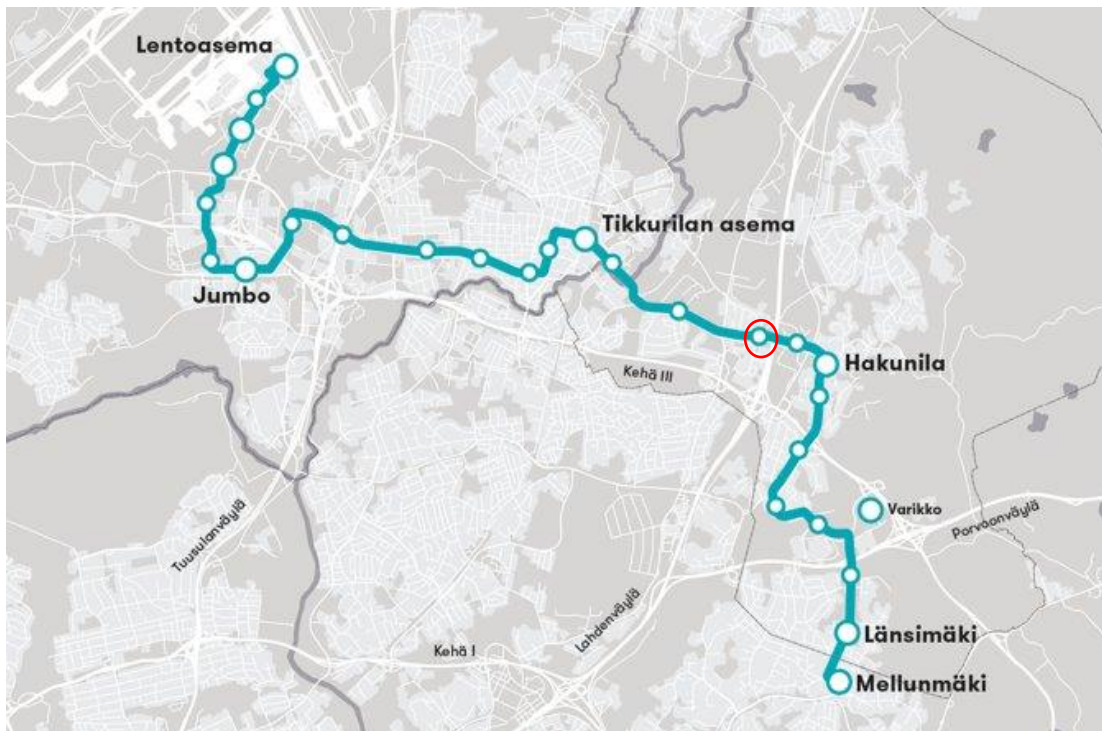 Lentoasema
Tikkurilan asema
Jumbo
Hakunila
Kehä III
Varikko
Porvoonväylä
Tuusulanväylä
Lahdenväylä
Länsimäki
Kehä I
Mellunmäki